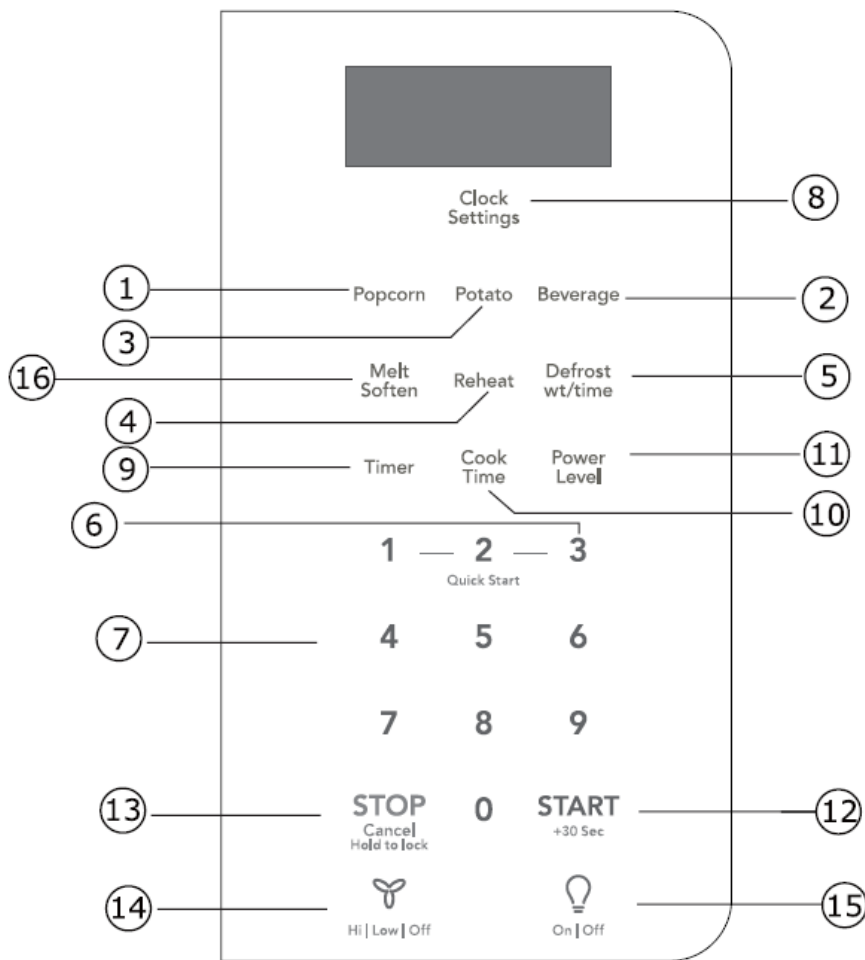 8
Clock
Settings
1
Popcorn Potato Beverage
2
3
16
Melt
Soften
Reheat
Defrost
wt/time
5
4
9
Timer
Cook
Time
Power
Level
11
10
6
1 — 2 — 3
Quick Start
7
4 5 6
7 8 9
13
STOP
Cancel
Hold to lock
0
START
+30 Sec
12
14
Hi | Low | Off
On | Off
15